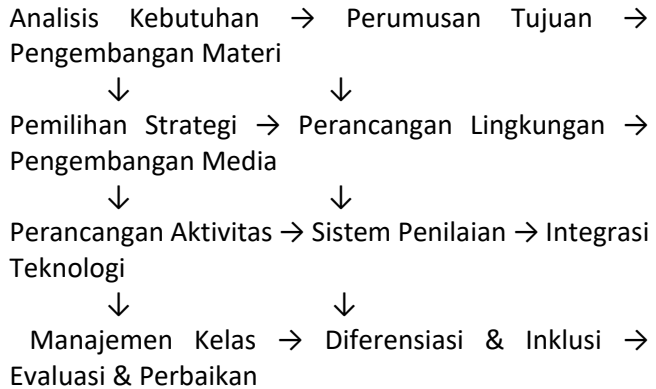 Analisis Kebutuhan → Perumusan Tujuan →
Pengembangan Materi
↓ ↓
Pemilihan Strategi → Perancangan Lingkungan →
Pengembangan Media
↓ ↓
Perancangan Aktivitas → Sistem Penilaian → Integrasi
Teknologi
↓ ↓
Manajemen Kelas → Diferensiasi & Inklusi →
Evaluasi & Perbaikan